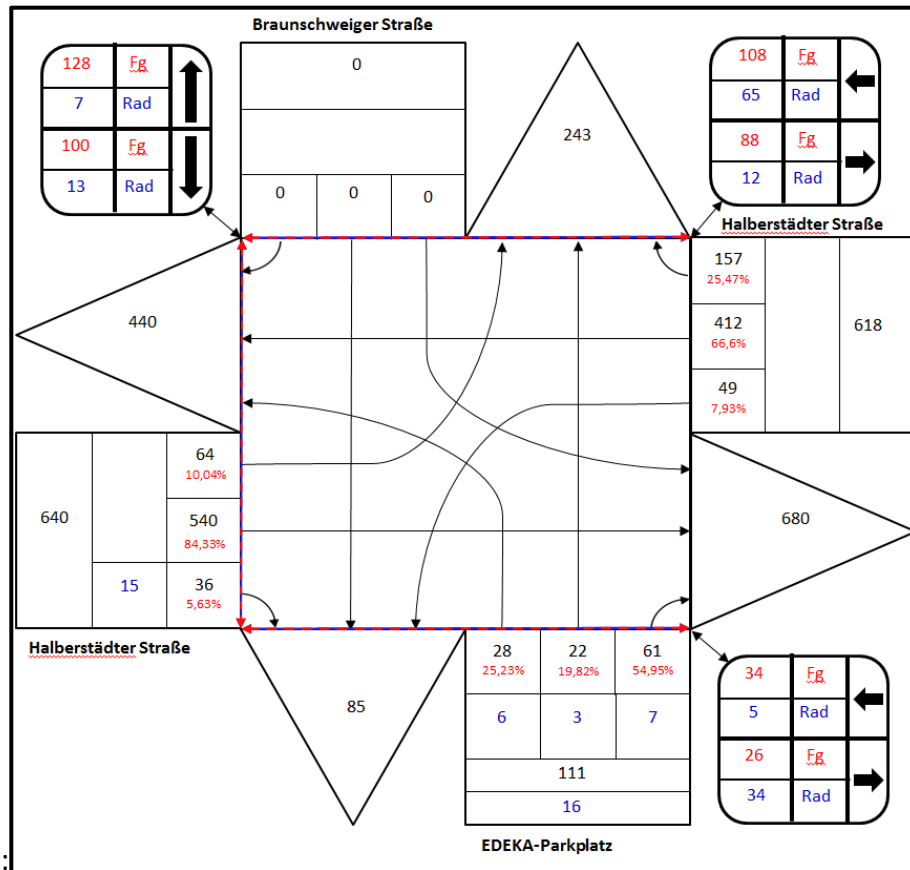 Braunschweiger Straße
128 Fg
7 Rad
100 Fg
13 Rad
0
0 0 0
243
108 Fg
65 Rad
88 Fg
12 Rad
Halberstädter Straße
157
25,47%
412
66,6%
49
7,93%
618
440
64
10,04%
640
540
84,33%
15
36
5,63%
680
Halberstädter Straße
85
28 22 61
25,23% 19,82% 54,95%
6 3 7
111
16
34 Fg
5 Rad
26 Fg
34 Rad
EDEKA-Parkplatz
: